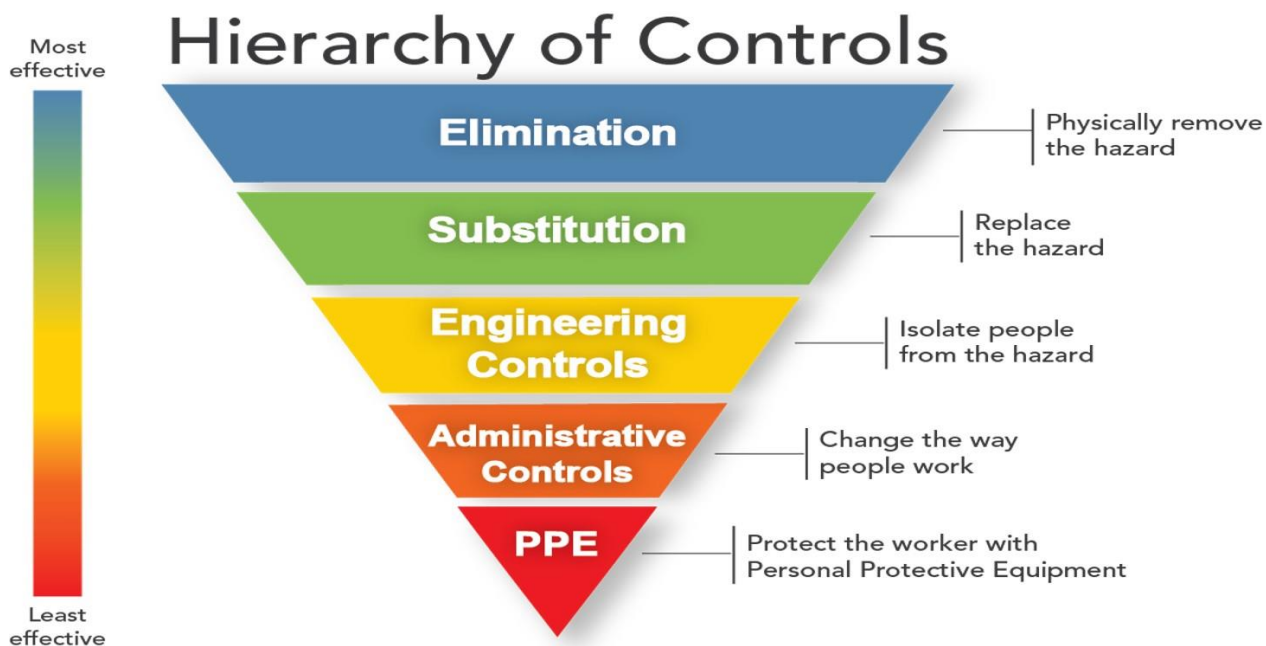 Hierarchy of Controls
Most
effective
Elimination
Physically remove
the hazard
Substitution
Replace
the hazard
Engineering
Controls
Isolate people
from the hazard
Administrative
Controls
Change the way
people work
PPE
Protect the worker with
Personal Protective Equipment
Least
effective